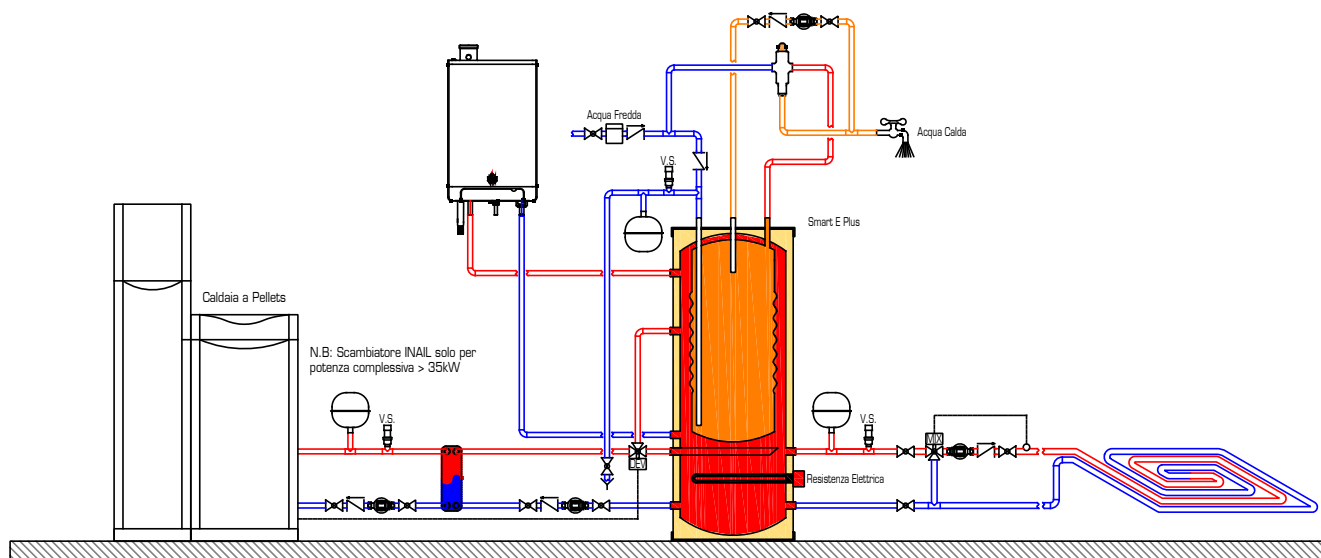 Acqua Fredda
Acqua Calda
V.S.
Smart E Plus
Caldaia a Pellets
N.B: Scambiatore INAIL solo per
potenza complessiva > 35kW
V.S.
V.S.
MIX
DEV
Resistenza Elettrica